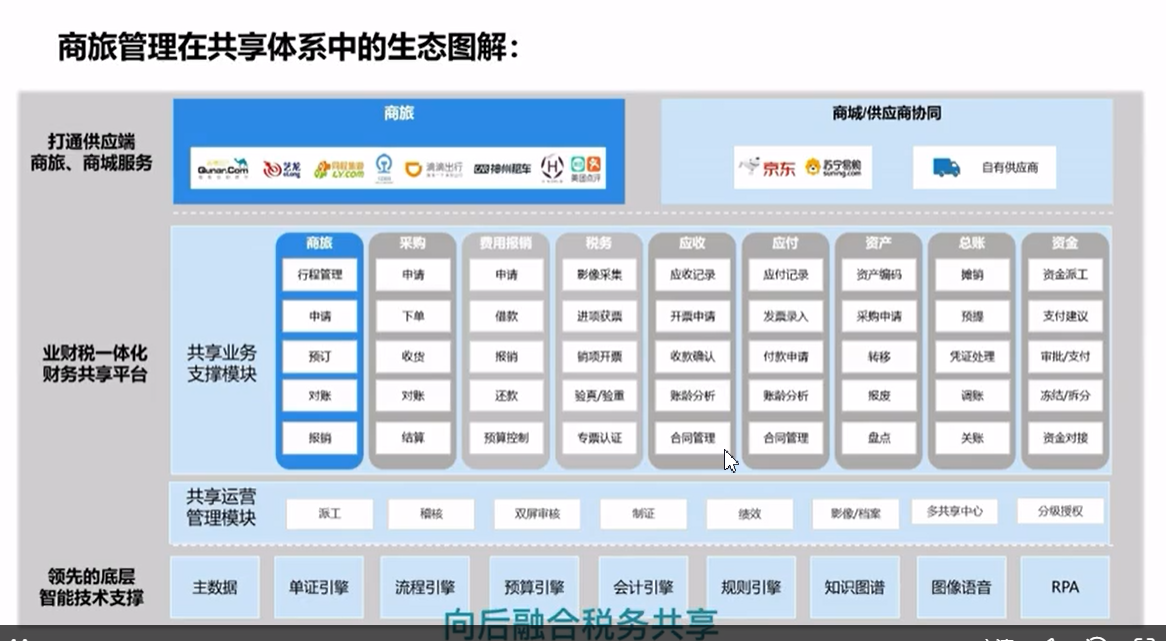 商旅管理在共享体系中的生态图解：
打通供应端
商旅、商城服务
商旅
Qunar.Com
艺龙
eLong
同程旅游
LY.COM
滴滴出行
神州租车
H
美团点评
商城/供应商协同
京东
苏宁易购
suning.com
自有供应商
业财税一体化
财务共享平台
共享业务
支撑模块
商旅
行程管理
申请
预订
对账
报销
采购
申请
下单
收货
对账
结算
费用报销
申请
借款
报销
还款
预算控制
税务
影像采集
进项获票
销项开票
验真/验重
专票认证
应收
应收记录
开票申请
收款确认
账龄分析
合同管理
应付
应付记录
发票录入
付款申请
账龄分析
合同管理
资产
资产编码
采购申请
转移
报废
盘点
总账
摊销
预提
凭证处理
调账
关账
资金
资金派工
支付建议
审批/支付
冻结/拆分
资金对接
共享运营
管理模块
派工
稽核
双屏审核
制证
绩效
影像/档案
多共享中心
分级授权
领先的底层
智能技术支撑
主数据
单证引擎
流程引擎
预算引擎
会计引擎
规则引擎
知识图谱
图像语音
RPA
向后融合税务共享